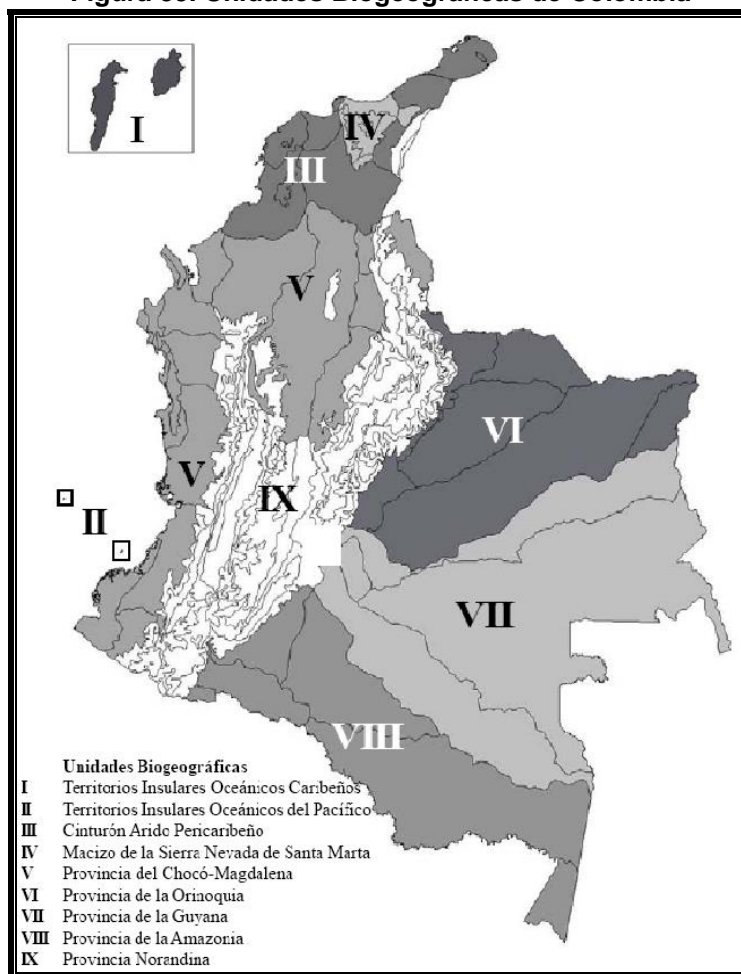 Figura Unidades Biogeográficas de Colombia
I
IV
III
V
VI
V
IX
II
VII
VIII
Unidades Biogeográficas
I Territorios Insulares Oceánicos Caribeños
II Territorios Insulares Oceánicos del Pacífico
III Cinturón Arido Pericaribeño
IV Macizo de la Sierra Nevada de Santa Marta
V Provincia del Chocó-Magdalena
VI Provincia de la Orinoquia
VII Provincia de la Guyana
VIII Provincia de la Amazonia
IX Provincia Norandina